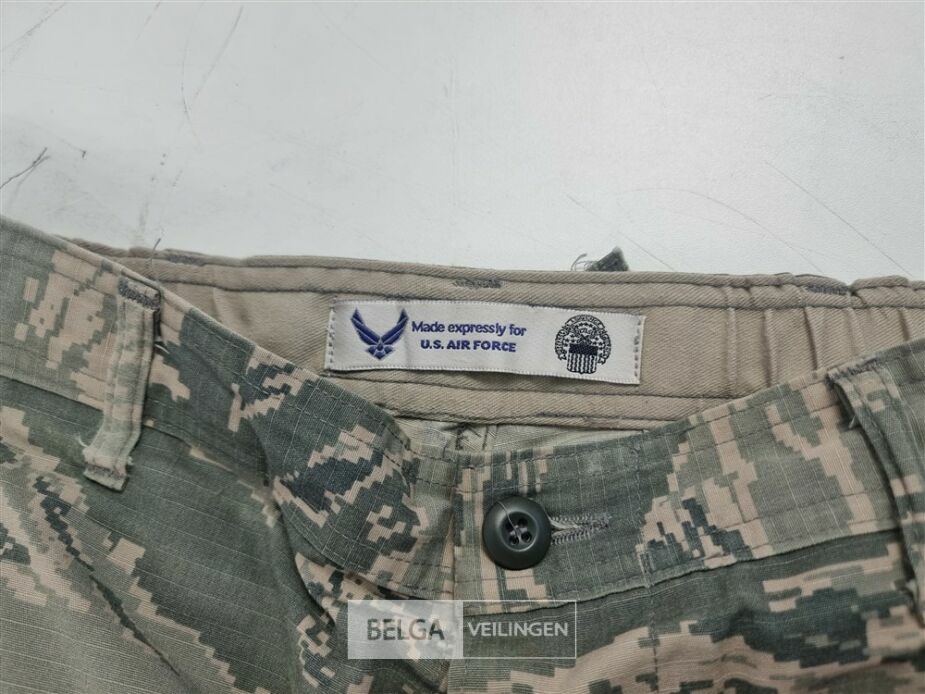 Made expressly for
U.S. AIR FORCE
BELGA VEILINGEN